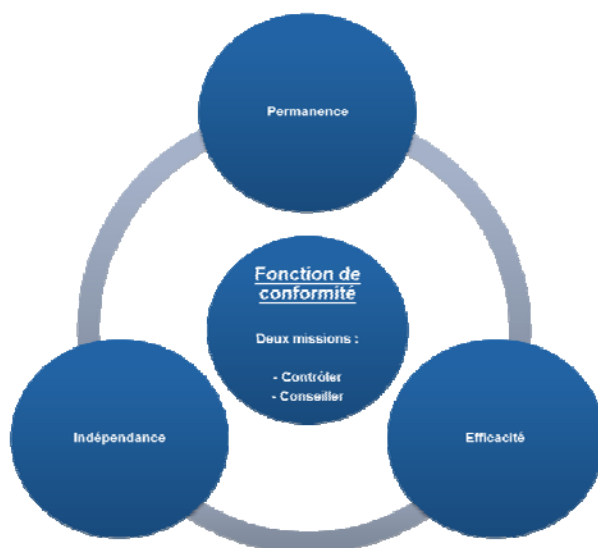 Permanence
Fonction de
conformité
Deux missions :
- Contrôler
- Conseiller
Indépendance
Efficacité